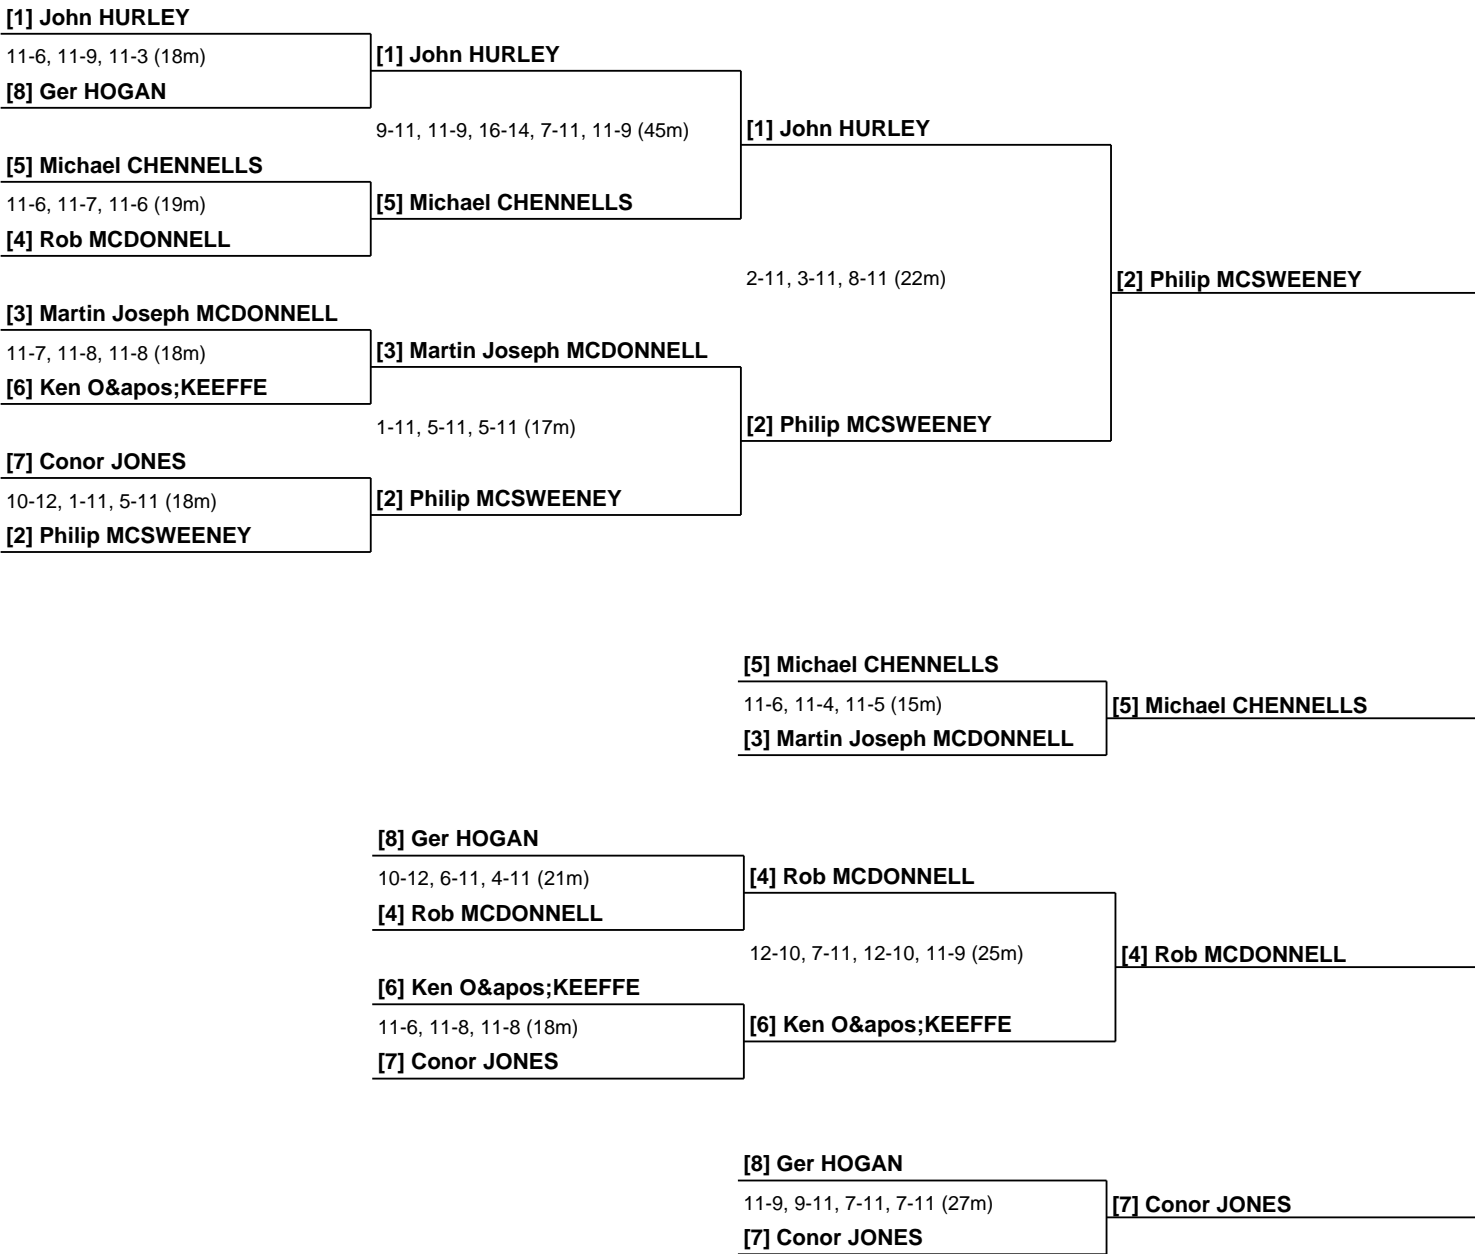 [1] John HURLEY
11-6, 11-9, 11-3 (18m)
[1] John HURLEY
[8] Ger HOGAN
9-11, 11-9, 16-14, 7-11, 11-9 (45m)
[1] John HURLEY
[5] Michael CHENNELLS
11-6, 11-7, 11-6 (19m)
[5] Michael CHENNELLS
[4] Rob MCDONNELL
2-11, 3-11, 8-11 (22m)
[2] Philip MCSWEENEY
[3] Martin Joseph MCDONNELL
11-7, 11-8, 11-8 (18m)
[3] Martin Joseph MCDONNELL
[6] Ken O&apos;KEEFFE
1-11, 5-11, 5-11 (17m)
[2] Philip MCSWEENEY
[7] Conor JONES
10-12, 1-11, 5-11 (18m)
[2] Philip MCSWEENEY
[2] Philip MCSWEENEY
[5] Michael CHENNELLS
11-6, 11-4, 11-5 (15m)
[5] Michael CHENNELLS
[3] Martin Joseph MCDONNELL
[8] Ger HOGAN
10-12, 6-11, 4-11 (21m)
[4] Rob MCDONNELL
[4] Rob MCDONNELL
12-10, 7-11, 12-10, 11-9 (25m)
[4] Rob MCDONNELL
[6] Ken O&apos;KEEFFE
11-6, 11-8, 11-8 (18m)
[6] Ken O&apos;KEEFFE
[7] Conor JONES
[8] Ger HOGAN
11-9, 9-11, 7-11, 7-11 (27m)
[7] Conor JONES
[7] Conor JONES